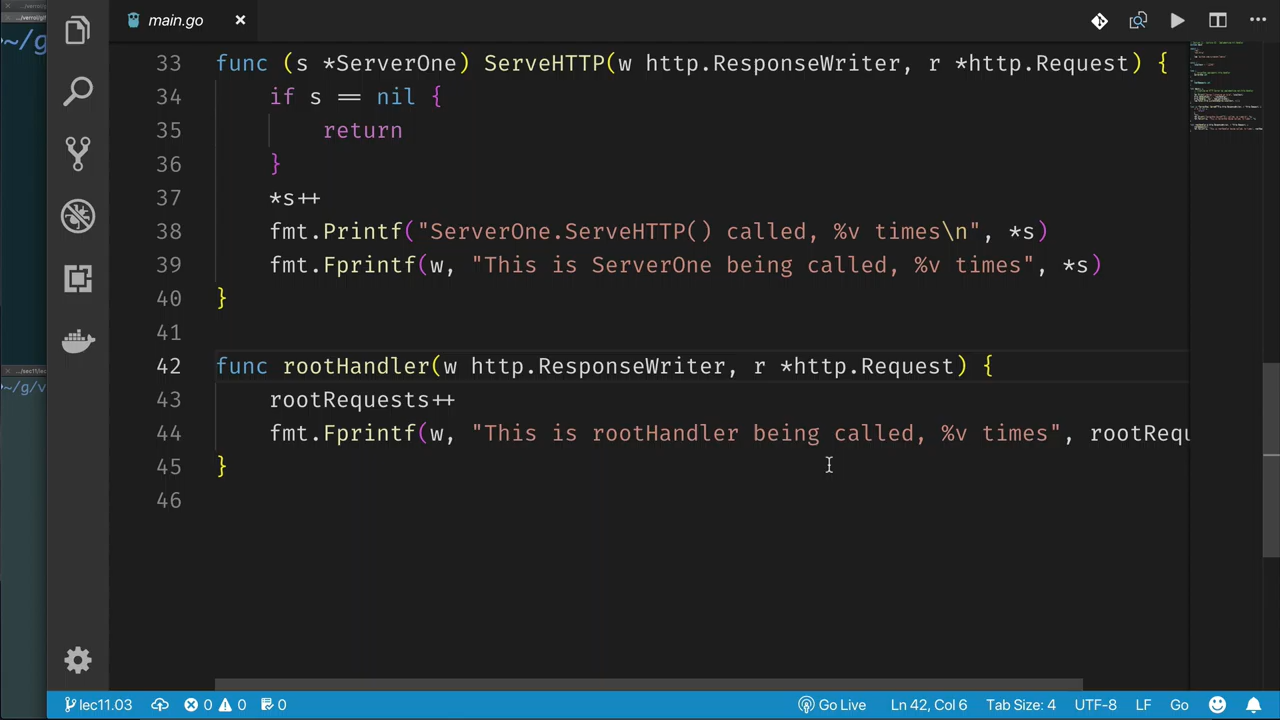 main.go
33 func (s *ServerOne) ServeHTTP(w http.ResponseWriter, r *http.Request) {
34 if s == nil {
35 return
36 }
37 *s++
38 fmt.Printf("ServerOne.ServeHTTP() called, %v times\n", *s)
39 fmt.Fprintf(w, "This is ServerOne being called, %v times", *s)
40 }
41
42 func rootHandler(w http.ResponseWriter, r *http.Request) {
43 rootRequests++
44 fmt.Fprintf(w, "This is rootHandler being called, %v times", rootRequ
45 }
46
~/g
~/g/v
lec11.03 0 0 0 Go Live Ln 42, Col 6 Tab Size: 4 UTF-8 LF Go